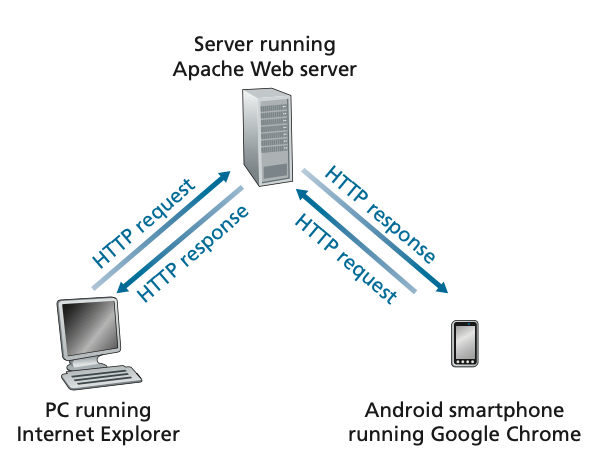 Server running
Apache Web server
HTTP request
HTTP response
HTTP response
HTTP request
PC running
Internet Explorer
Android smartphone
running Google Chrome